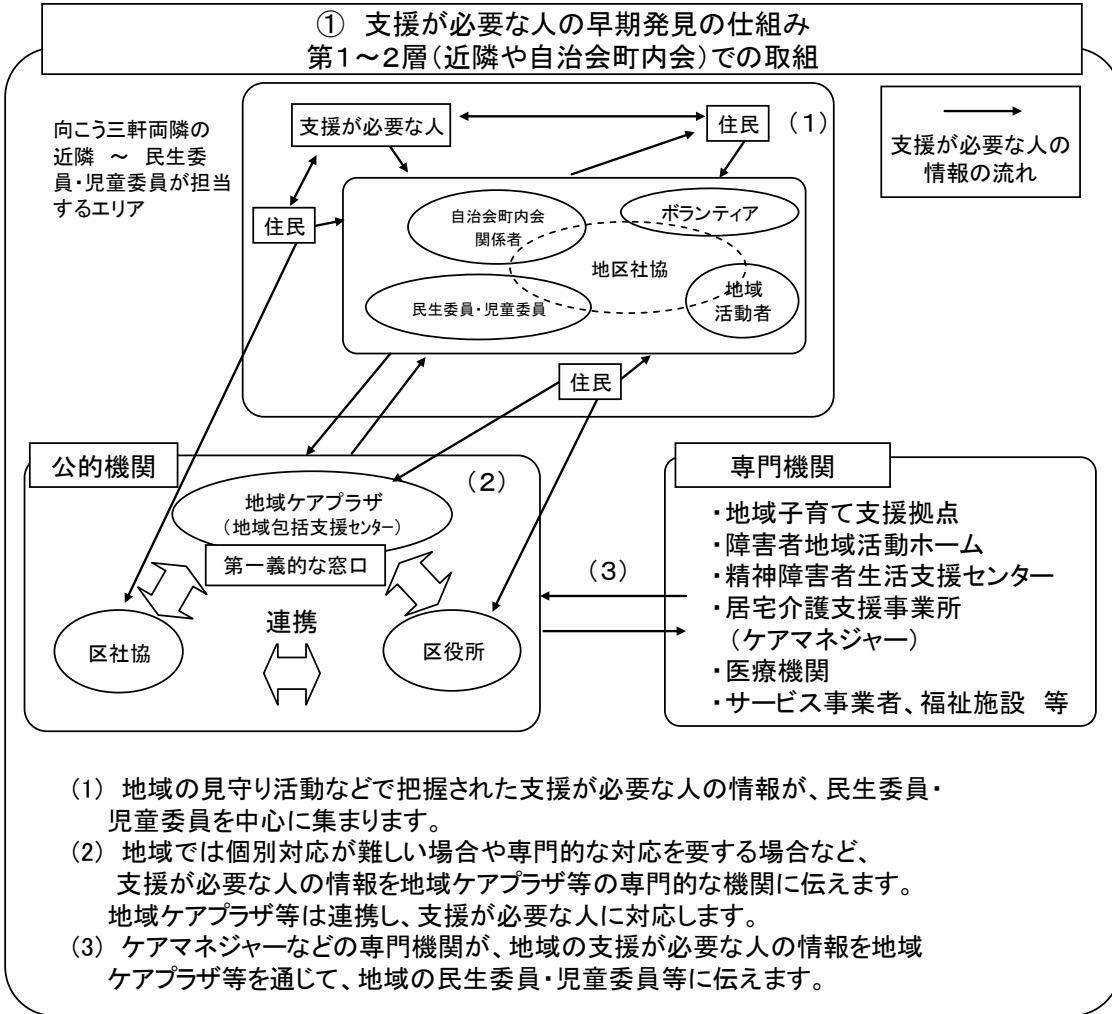 ① 支援が必要な人の早期発見の仕組み
第１～２層(近隣や自治会町内会)での取組
向こう三軒両隣の
近隣 ～ 民生委
員・児童委員が担当
するエリア
支援が必要な人
住民
(１)
支援が必要な人の
情報の流れ
住民
自治会町内会
関係者
ボランティア
地区社協
民生委員・児童委員
地域
活動者
住民
公的機関
(２)
地域ケアプラザ
(地域包括支援センター)
第一義的な窓口
連携
区社協
区役所
(３)
専門機関
・地域子育て支援拠点
・障害者地域活動ホーム
・精神障害者生活支援センター
・居宅介護支援事業所
(ケアマネジャー)
・医療機関
・サービス事業者、福祉施設 等
(１) 地域の見守り活動などで把握された支援が必要な人の情報が、民生委員・
児童委員を中心に集まります。
(２) 地域では個別対応が難しい場合や専門的な対応を要する場合など、
支援が必要な人の情報を地域ケアプラザ等の専門的な機関に伝えます。
地域ケアプラザ等は連携し、支援が必要な人に対応します。
(３) ケアマネジャーなどの専門機関が、地域の支援が必要な人の情報を地域
ケアプラザ等を通じて、地域の民生委員・児童委員等に伝えます。